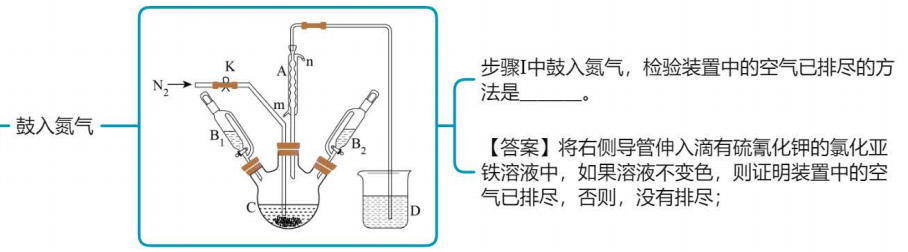 鼓入氮气
K
N2
A
n
m
B1
B2
C
D
步骤I中鼓入氮气，检验装置中的空气已排尽的方
法是______。
【答案】将右侧导管伸入滴有硫氰化钾的氯化亚
铁溶液中，如果溶液不变色，则证明装置中的空
气已排尽，否则，没有排尽；